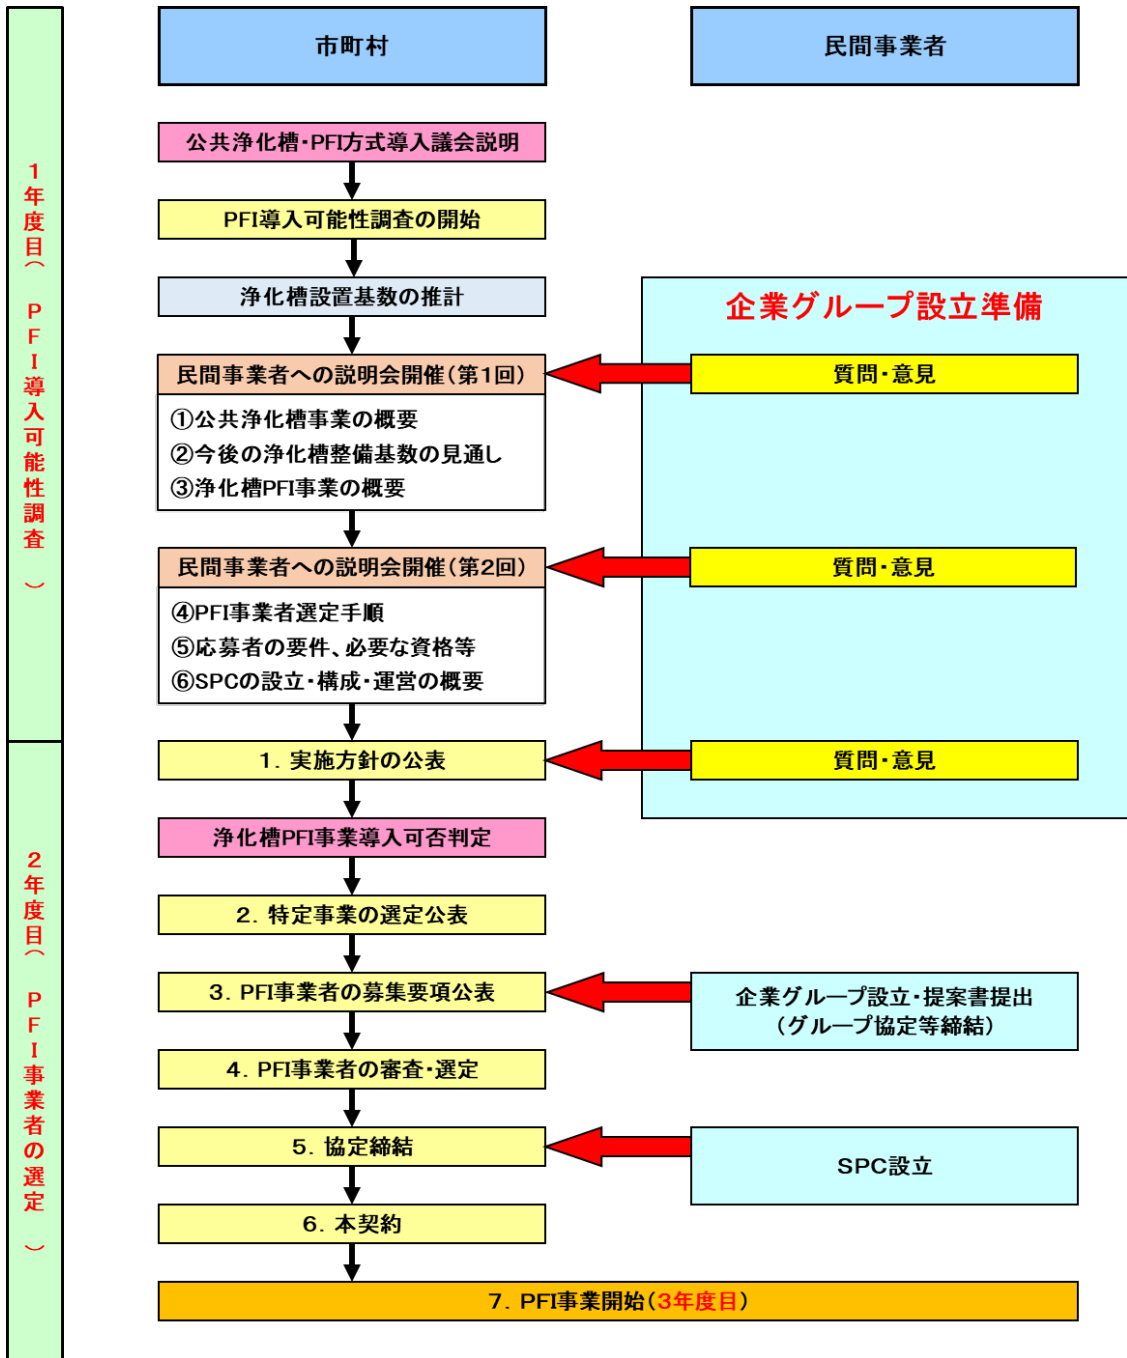 市町村
民間事業者
1年度目（ PFI導入可能性調査 ）
公共浄化槽・PFI方式導入議会説明
PFI導入可能性調査の開始
浄化槽設置基数の推計
企業グループ設立準備
民間事業者への説明会開催(第1回)
質問・意見
①公共浄化槽事業の概要
②今後の浄化槽整備基数の見通し
③浄化槽PFI事業の概要
民間事業者への説明会開催(第2回)
質問・意見
④PFI事業者選定手順
⑤応募者の要件、必要な資格等
⑥SPCの設立・構成・運営の概要
2年度目（ PFI事業者の選定 ）
1. 実施方針の公表
質問・意見
浄化槽PFI事業導入可否判定
2. 特定事業の選定公表
3. PFI事業者の募集要項公表
企業グループ設立・提案書提出
（グループ協定等締結）
4. PFI事業者の審査・選定
5. 協定締結
SPC設立
6. 本契約
7. PFI事業開始(3年度目)